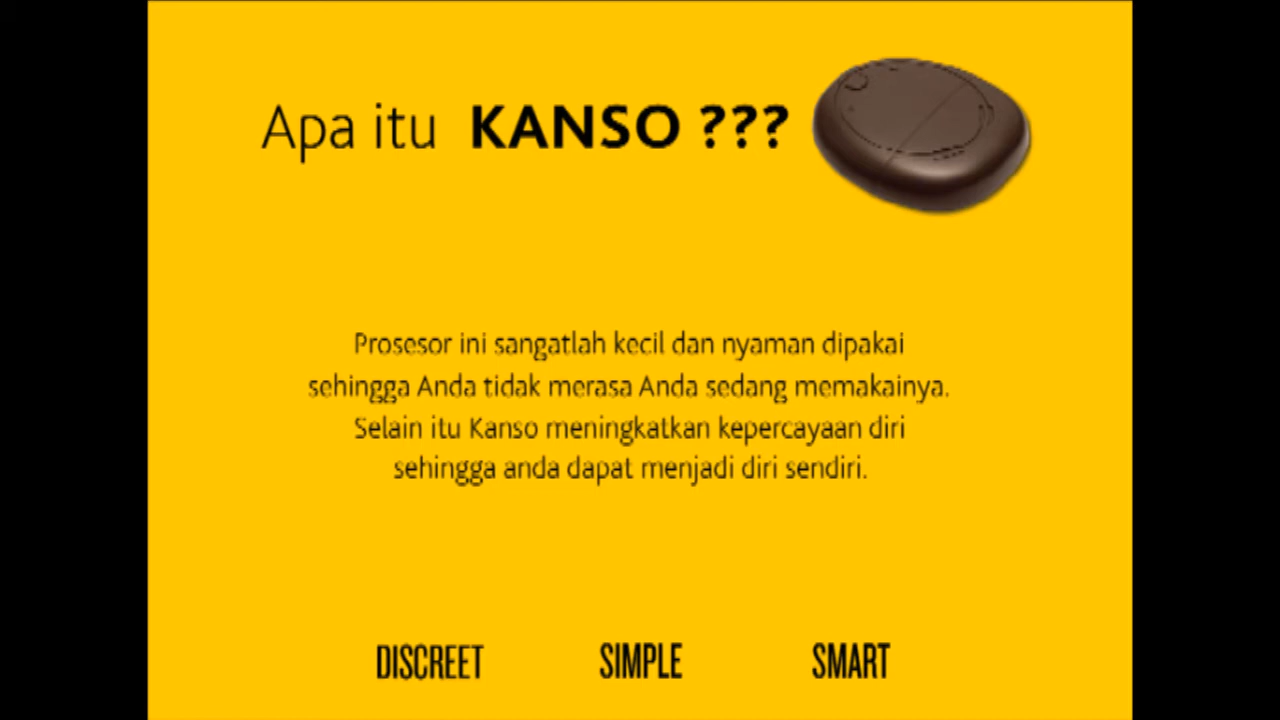 Apa itu KANSO ???
Prosesor ini sangatlah kecil dan nyaman dipakai
sehingga Anda tidak merasa Anda sedang memakainya.
Selain itu Kanso meningkatkan kepercayaan diri
sehingga anda dapat menjadi diri sendiri.
DISCREET SIMPLE SMART